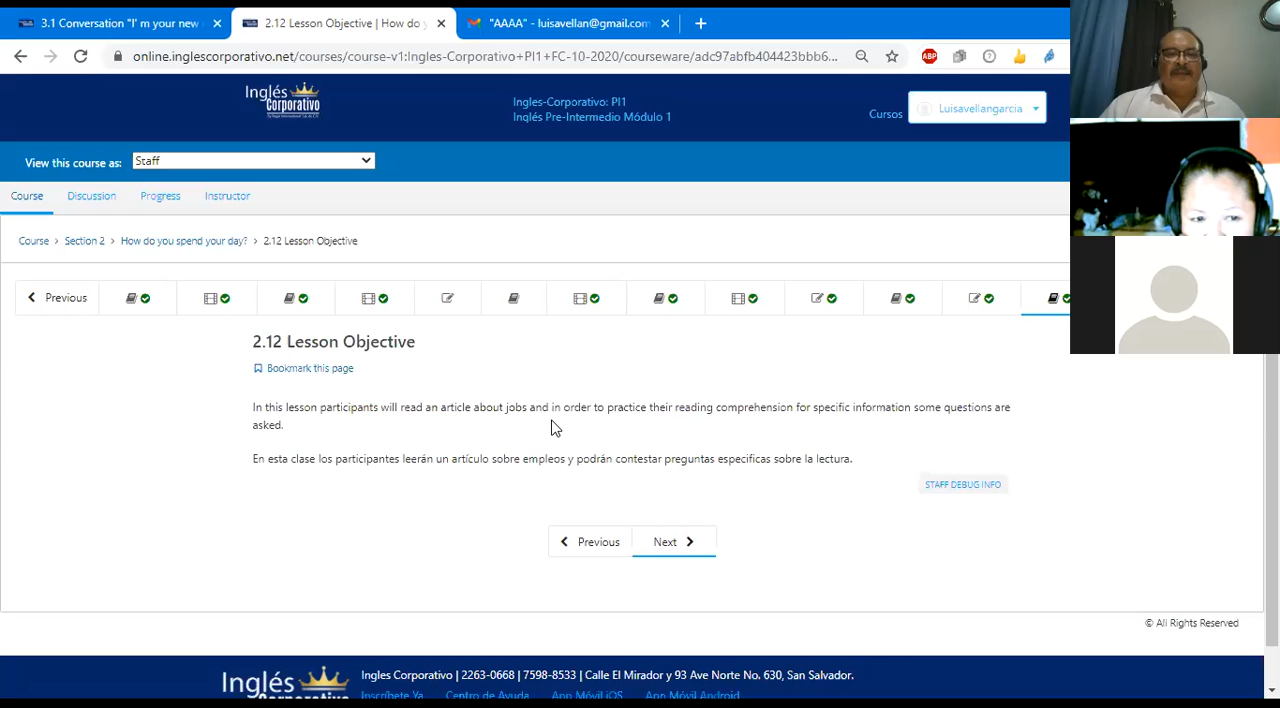 3.1 Conversation "I' m your new
2.12 Lesson Objective | How do y
"AAAA" - luisavellan@gmail.com
online.inglescorporativo.net/courses/course-v1:Ingles-Corporativo+PI1+FC-10-2020/courseware/adc97abfb404423bbb6...
ABP
Inglés
Corporativo
Ingles-Corporativo: PI1
Inglés Pre-Intermedio Módulo 1
Cursos
Luisavellangarcia
View this course as:
Staff
Course
Discussion
Progress
Instructor
Course > Section 2 > How do you spend your day? > 2.12 Lesson Objective
Previous
2.12 Lesson Objective
Bookmark this page
In this lesson participants will read an article about jobs and in order to practice their reading comprehension for specific information some questions are
asked.
En esta clase los participantes leerán un artículo sobre empleos y podrán contestar preguntas especificas sobre la lectura.
STAFF DEBUG INFO
Previous
Next
© All Rights Reserved
Inglés
Corporativo
Ingles Corporativo | 2263-0668 | 7598-8533 | Calle El Mirador y 93 Ave Norte No. 630, San Salvador.
Inscríbete Ya
Centro de Ayuda
App Móvil iOS
App Móvil Android